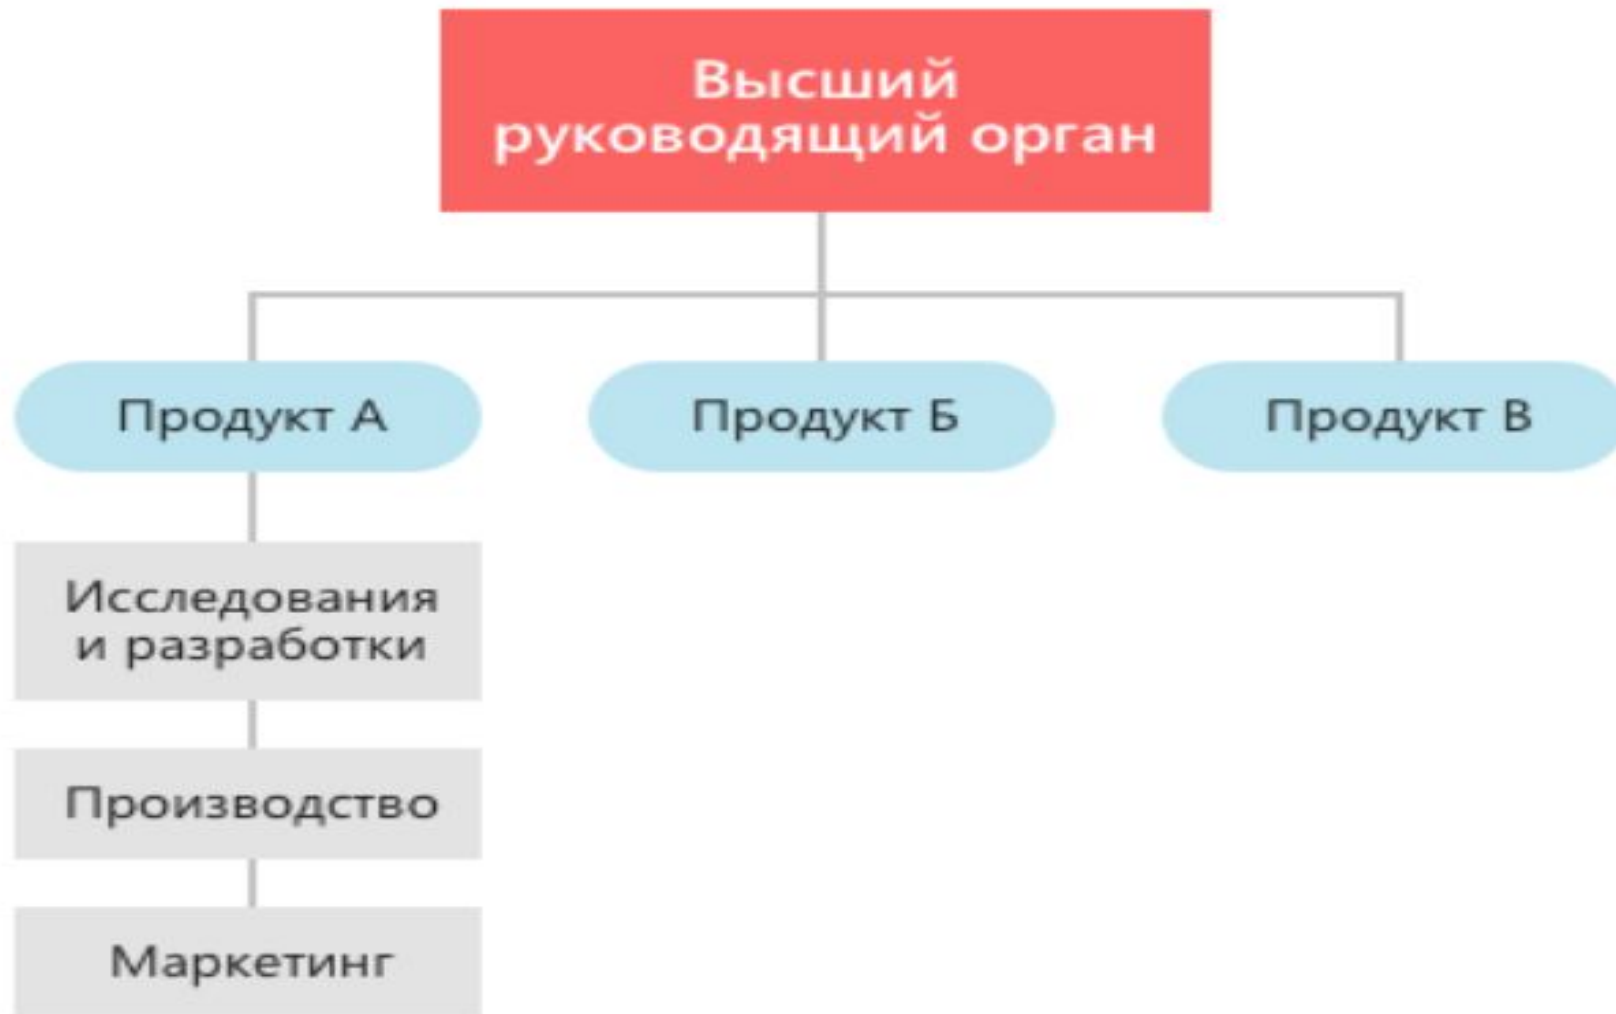 Высший
руководящий орган
Продукт А
Продукт Б
Продукт В
Исследования
и разработки
Производство
Маркетинг